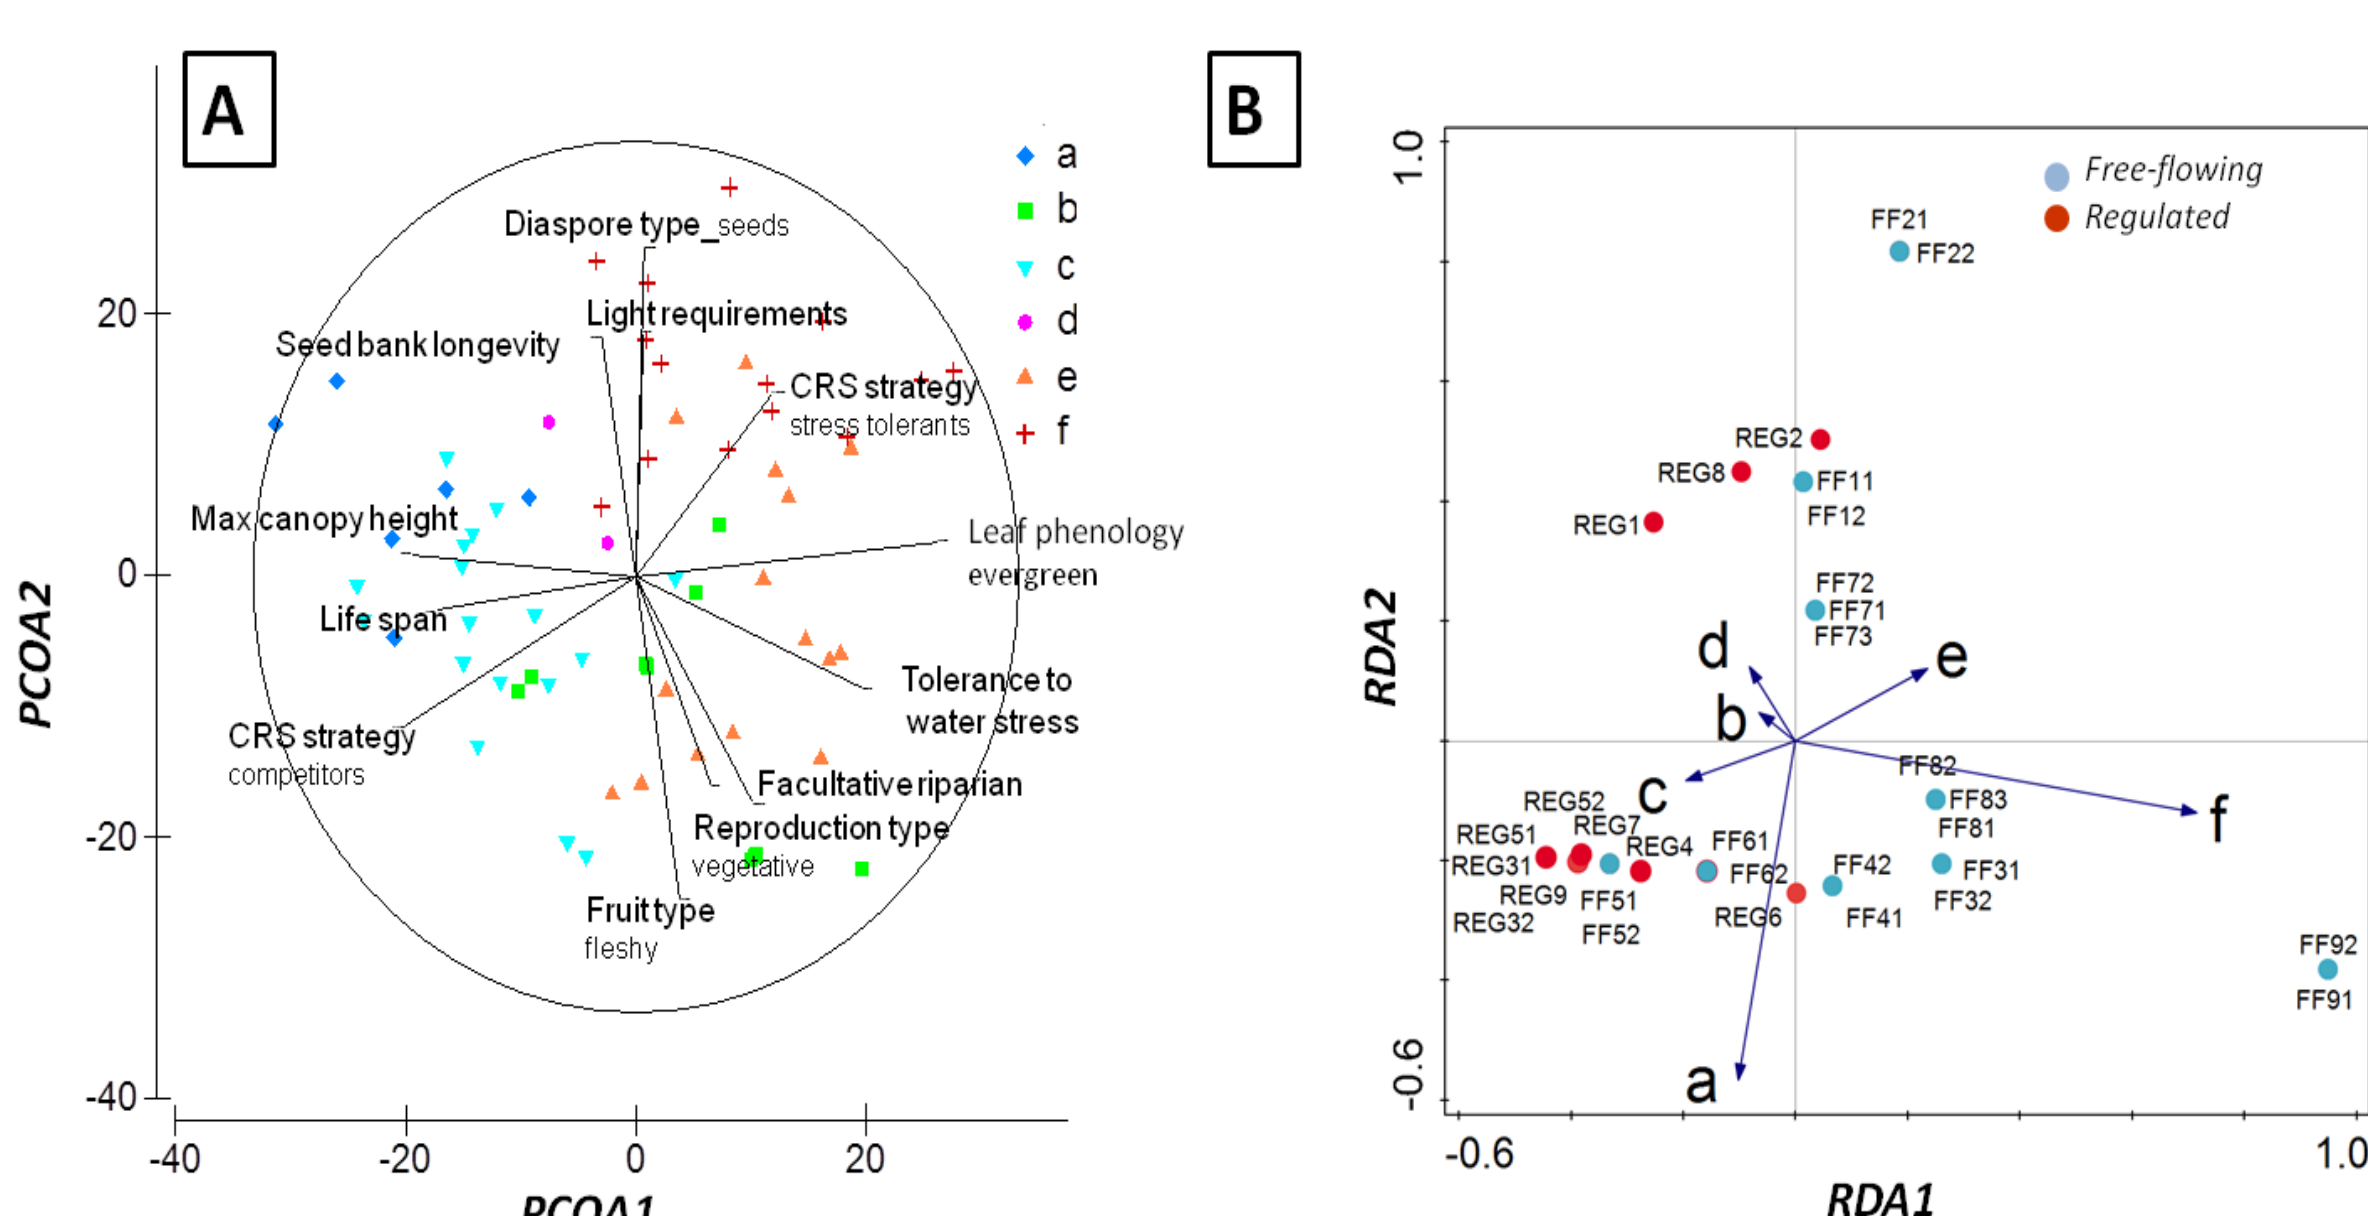 A
a
b
c
d
e
f
Diaspore type_seeds
Light requirements
Seed bank longevity
CRS strategy
stress tolerants
Max canopy height
Leaf phenology
evergreen
Life span
Tolerance to
water stress
CRS strategy
competitors
Facultative riparian
Reproduction type
vegetative
Fruit type
fleshy
20
0
-20
-40
PCOA2
-40
-20
0
20
PCOA1
B
Free-flowing
Regulated
FF21
FF22
REG2
REG8
FF11
FF12
REG1
FF72
FF71
FF73
d
e
b
c
f
a
FF82
FF83
FF81
REG52
REG7
REG51
REG4
FF61
REG31
FF62
FF42
FF31
REG9
FF51
FF32
REG32
REG6
FF41
FF52
FF92
FF91
1.0
-0.6
RDA2
-0.6
1.0
RDA1